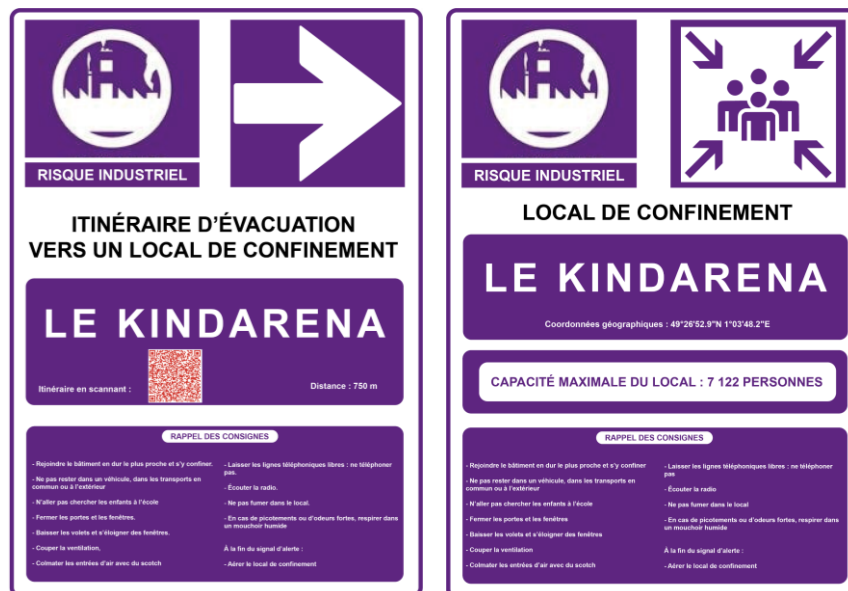 RISQUE INDUSTRIEL
ITINÉRAIRE D'ÉVACUATION
VERS UN LOCAL DE CONFINEMENT
LE KINDARENA
Itinéraire en scannant :
Distance : 750 m
RAPPEL DES CONSIGNES
- Rejoindre le bâtiment en dur le plus proche et s'y confiner.
- Ne pas rester dans un véhicule, dans les transports en
commun ou à l'extérieur
- N'aller pas chercher les enfants à l'école
- Fermer les portes et les fenêtres.
- Baisser les volets et s'éloigner des fenêtres.
- Couper la ventilation,
- Colmater les entrées d'air avec du scotch
- Laisser les lignes téléphoniques libres : ne téléphoner
pas.
- Écouter la radio.
- Ne pas fumer dans le local.
- En cas de picotements ou d'odeurs fortes, respirer dans
un mouchoir humide
À la fin du signal d'alerte :
- Aérer le local de confinement
RISQUE INDUSTRIEL
LOCAL DE CONFINEMENT
LE KINDARENA
Coordonnées géographiques : 49°26'52.9"N 1°03'48.2"E
CAPACITÉ MAXIMALE DU LOCAL : 7 122 PERSONNES
RAPPEL DES CONSIGNES
- Rejoindre le bâtiment en dur le plus proche et s'y confiner
- Ne pas rester dans un véhicule, dans les transports en
commun ou à l'extérieur
- N'aller pas chercher les enfants à l'école
- Fermer les portes et les fenêtres
- Baisser les volets et s'éloigner des fenêtres
- Couper la ventilation
- Colmater les entrées d'air avec du scotch
- Laisser les lignes téléphoniques libres : ne téléphoner
pas
- Écouter la radio
- Ne pas fumer dans le local
- En cas de picotements ou d'odeurs fortes, respirer dans
un mouchoir humide
À la fin du signal d'alerte :
- Aérer le local de confinement